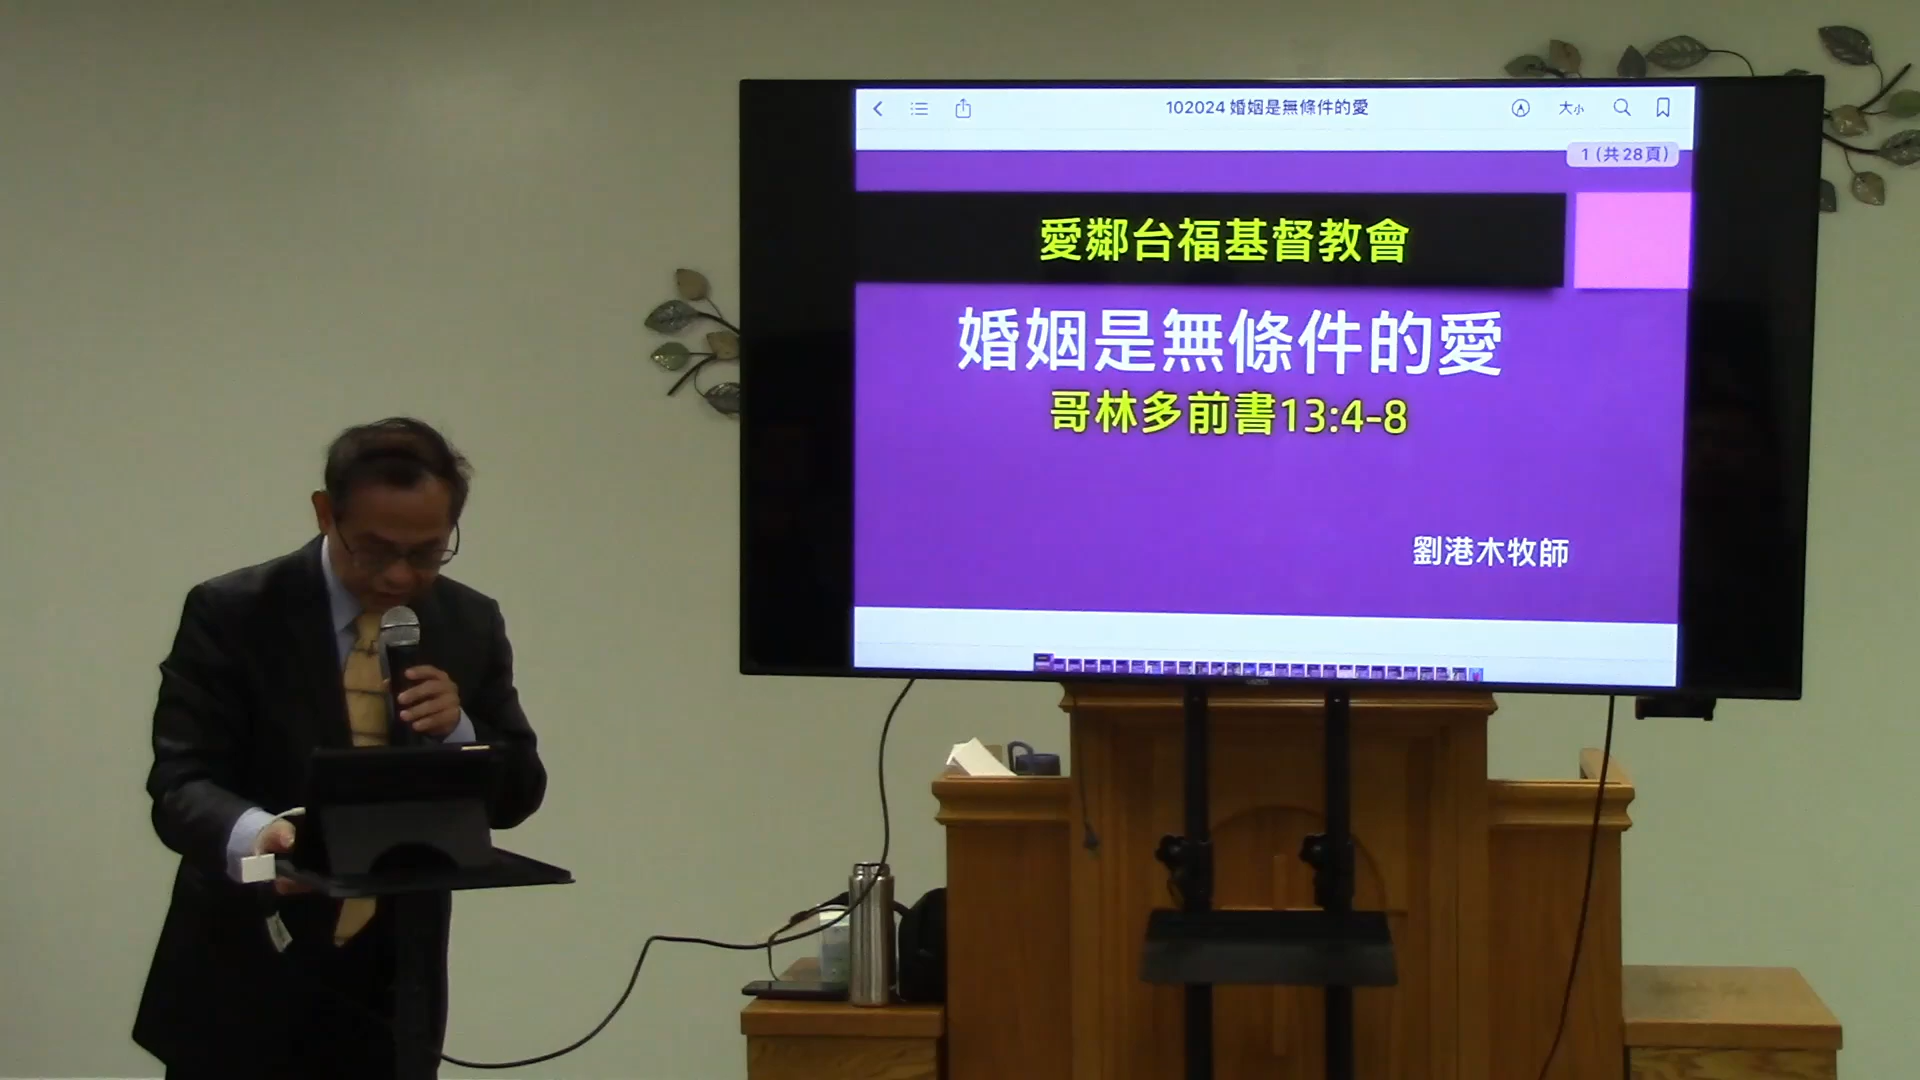 102024 婚姻是無條件的愛
大小
1 (共28頁)
愛鄰台福基督教會
婚姻是無條件的愛
哥林多前書13:4-8
劉港木牧師